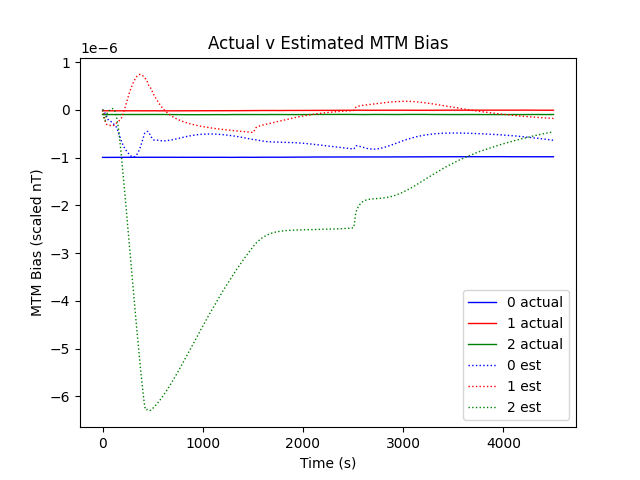 Actual v Estimated MTM Bias
1e−6
1
0
−1
−2
−3
−4
−5
−6
MTM Bias (scaled nT)
0
1000
2000
3000
4000
Time (s)
0 actual
1 actual
2 actual
0 est
1 est
2 est